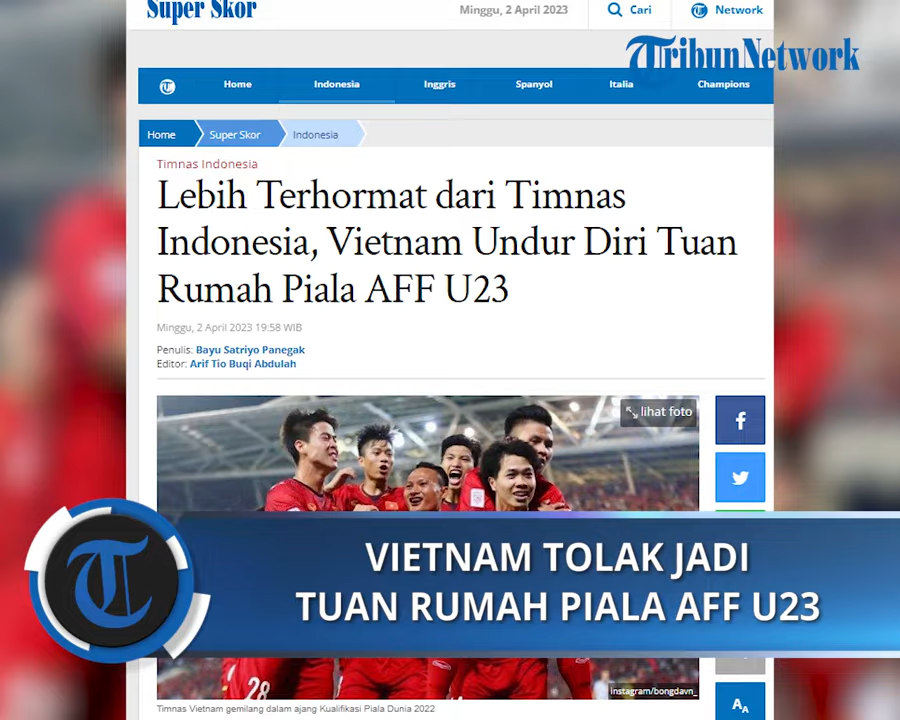 Super Skor
Minggu, 2 April 2023
Cari
Network
TribunNetwork
Home
Indonesia
Inggris
Spanyol
Italia
Champions
Home
Super Skor
Indonesia
Timnas Indonesia
Lebih Terhormat dari Timnas
Indonesia, Vietnam Undur Diri Tuan
Rumah Piala AFF U23
Minggu, 2 April 2023 19:58 WIB
Penulis: Bayu Satriyo Panegak
Editor: Arif Tio Buqi Abdulah
lihat foto
VIETNAM TOLAK JADI
TUAN RUMAH PIALA AFF U23
28
instagram/bongdavn_
Timnas Vietnam gemilang dalam ajang Kualifikasi Piala Dunia 2022
AA